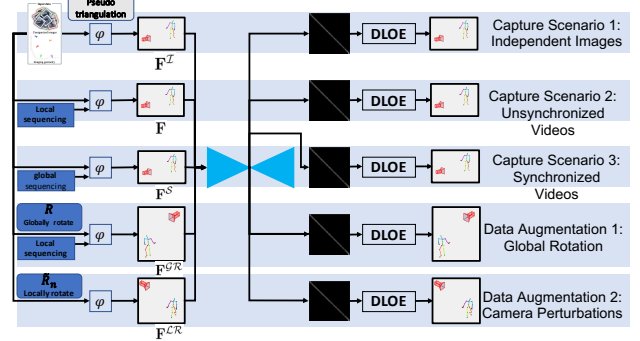 Pseudo
triangulation
φ
F^I
DLOE
Capture Scenario 1:
Independent Images
Local
sequencing
φ
F
DLOE
Capture Scenario 2:
Unsynchronized
Videos
global
sequencing
φ
F^S
DLOE
Capture Scenario 3:
Synchronized
Videos
R
Globally rotate
Local
sequencing
φ
F^GR
DLOE
Data Augmentation 1:
Global Rotation
R̃n
Locally rotate
φ
F^LR
DLOE
Data Augmentation 2:
Camera Perturbations